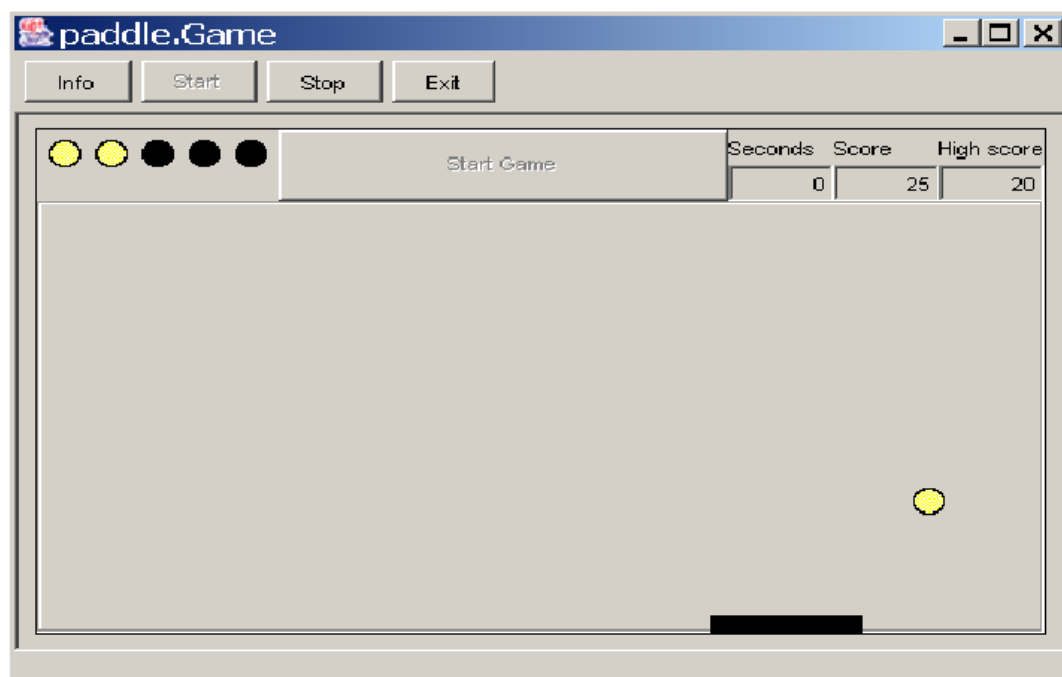 paddle.Game
Info Start Stop Exit
Start Game
Seconds Score High score
0 25 20